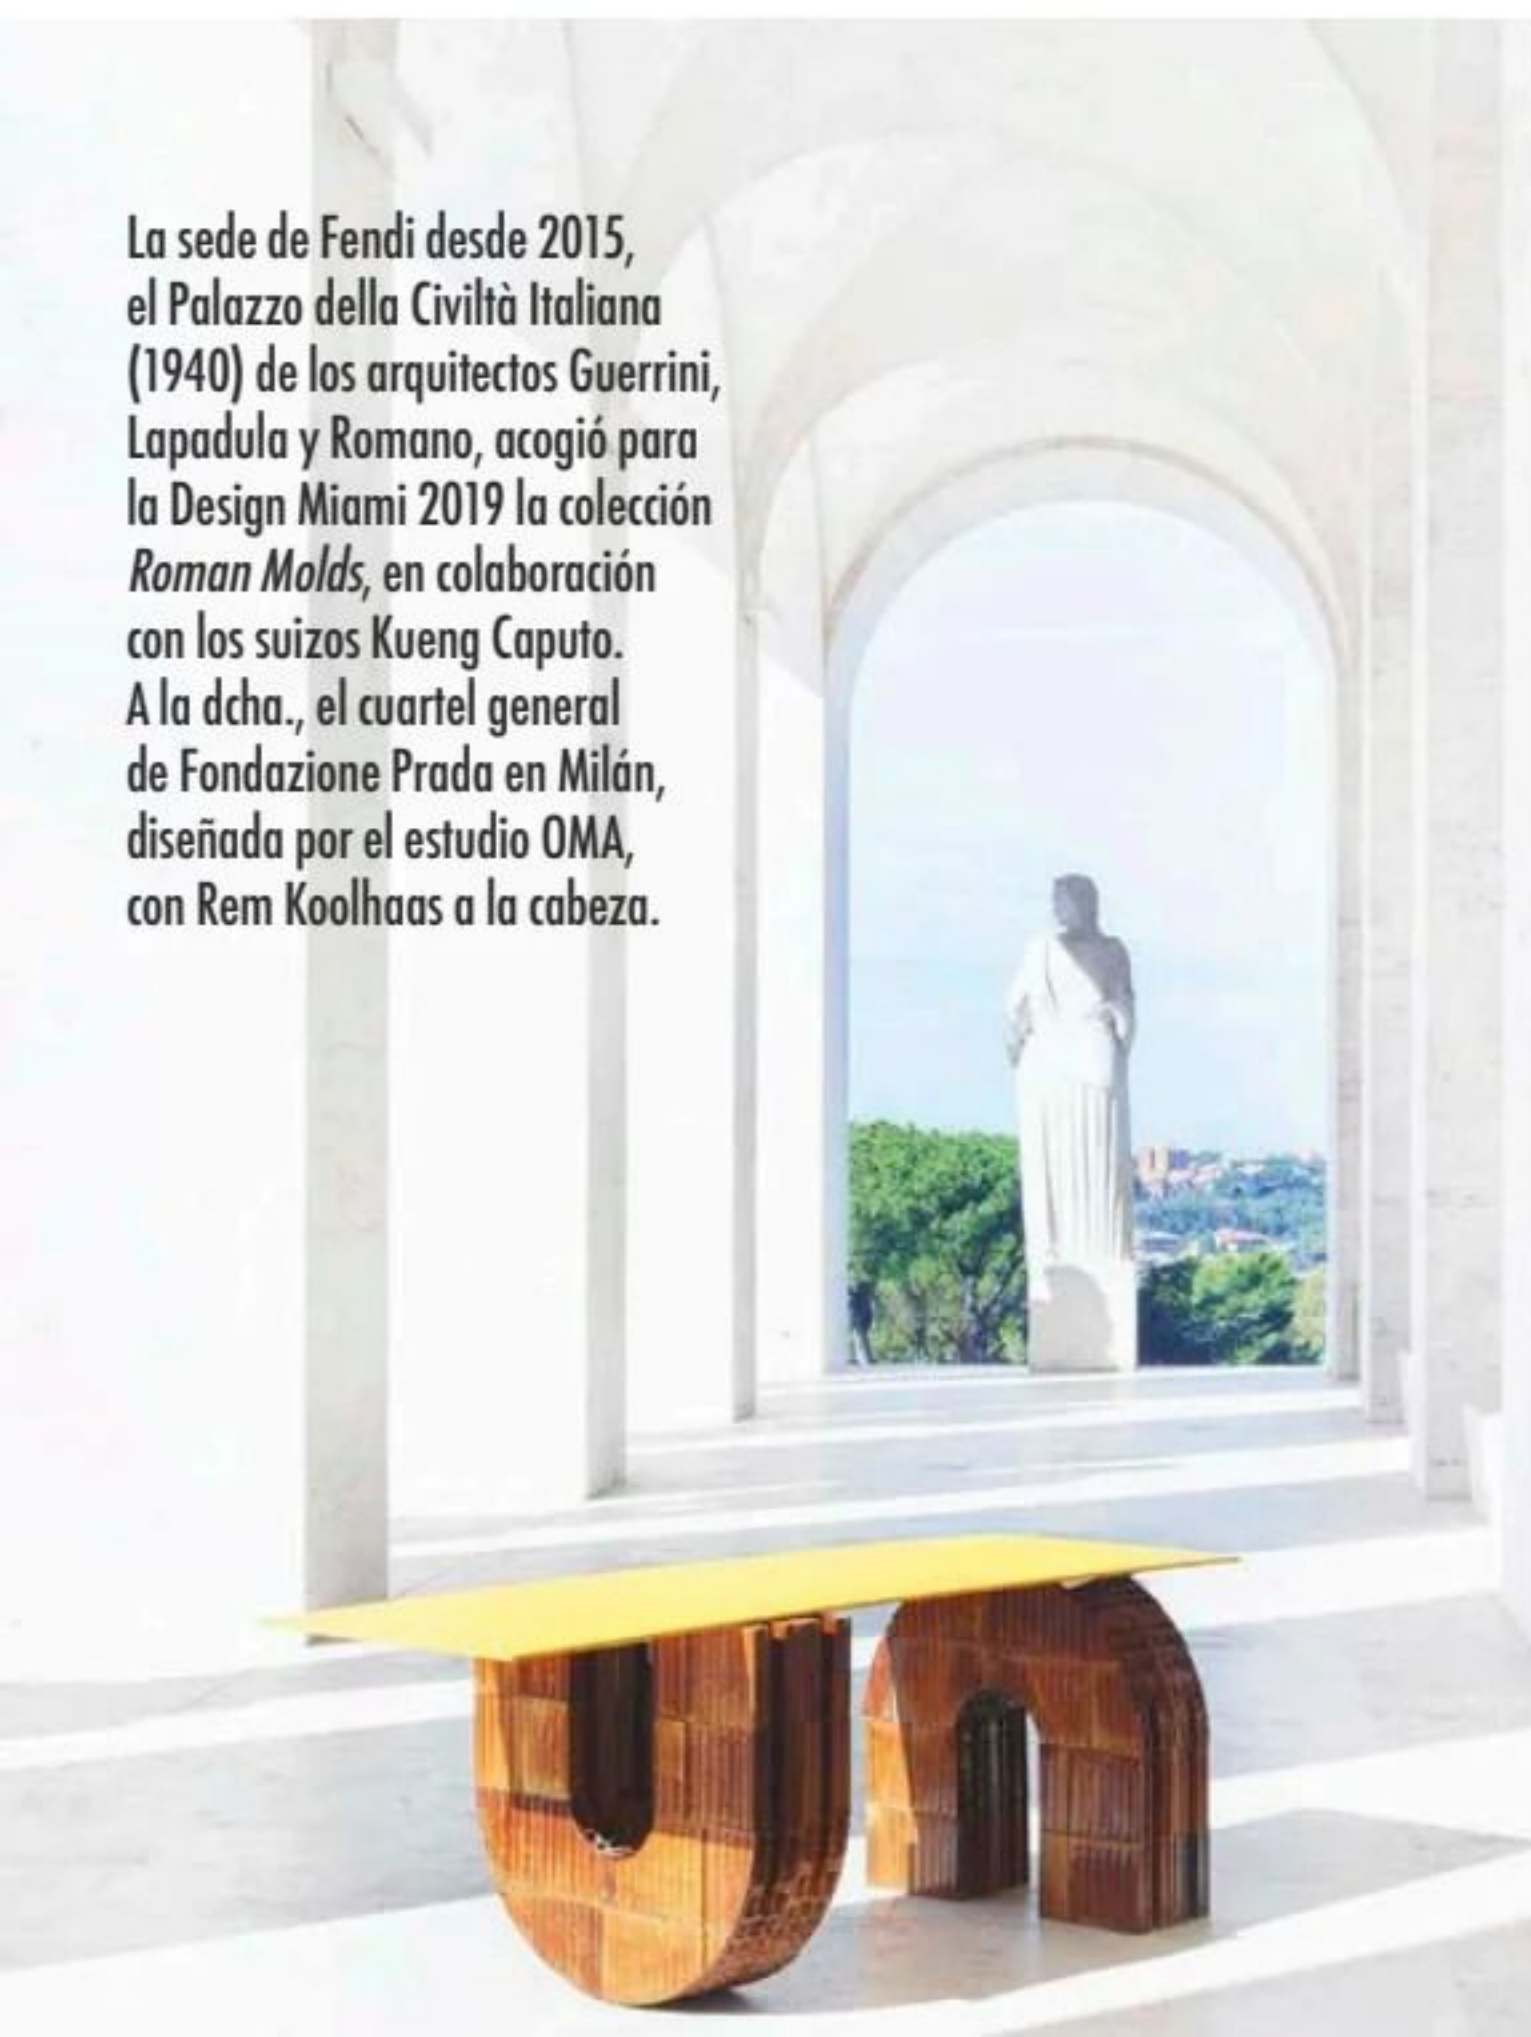 La sede de Fendi desde 2015,
el Palazzo della Civiltà Italiana
(1940) de los arquitectos Guerrini,
Lapadula y Romano, acogió para
la Design Miami 2019 la colección
Roman Molds, en colaboración
con los suizos Kueng Caputo.
A la dcha., el cuartel general
de Fondazione Prada en Milán,
diseñada por el estudio OMA,
con Rem Koolhaas a la cabeza.